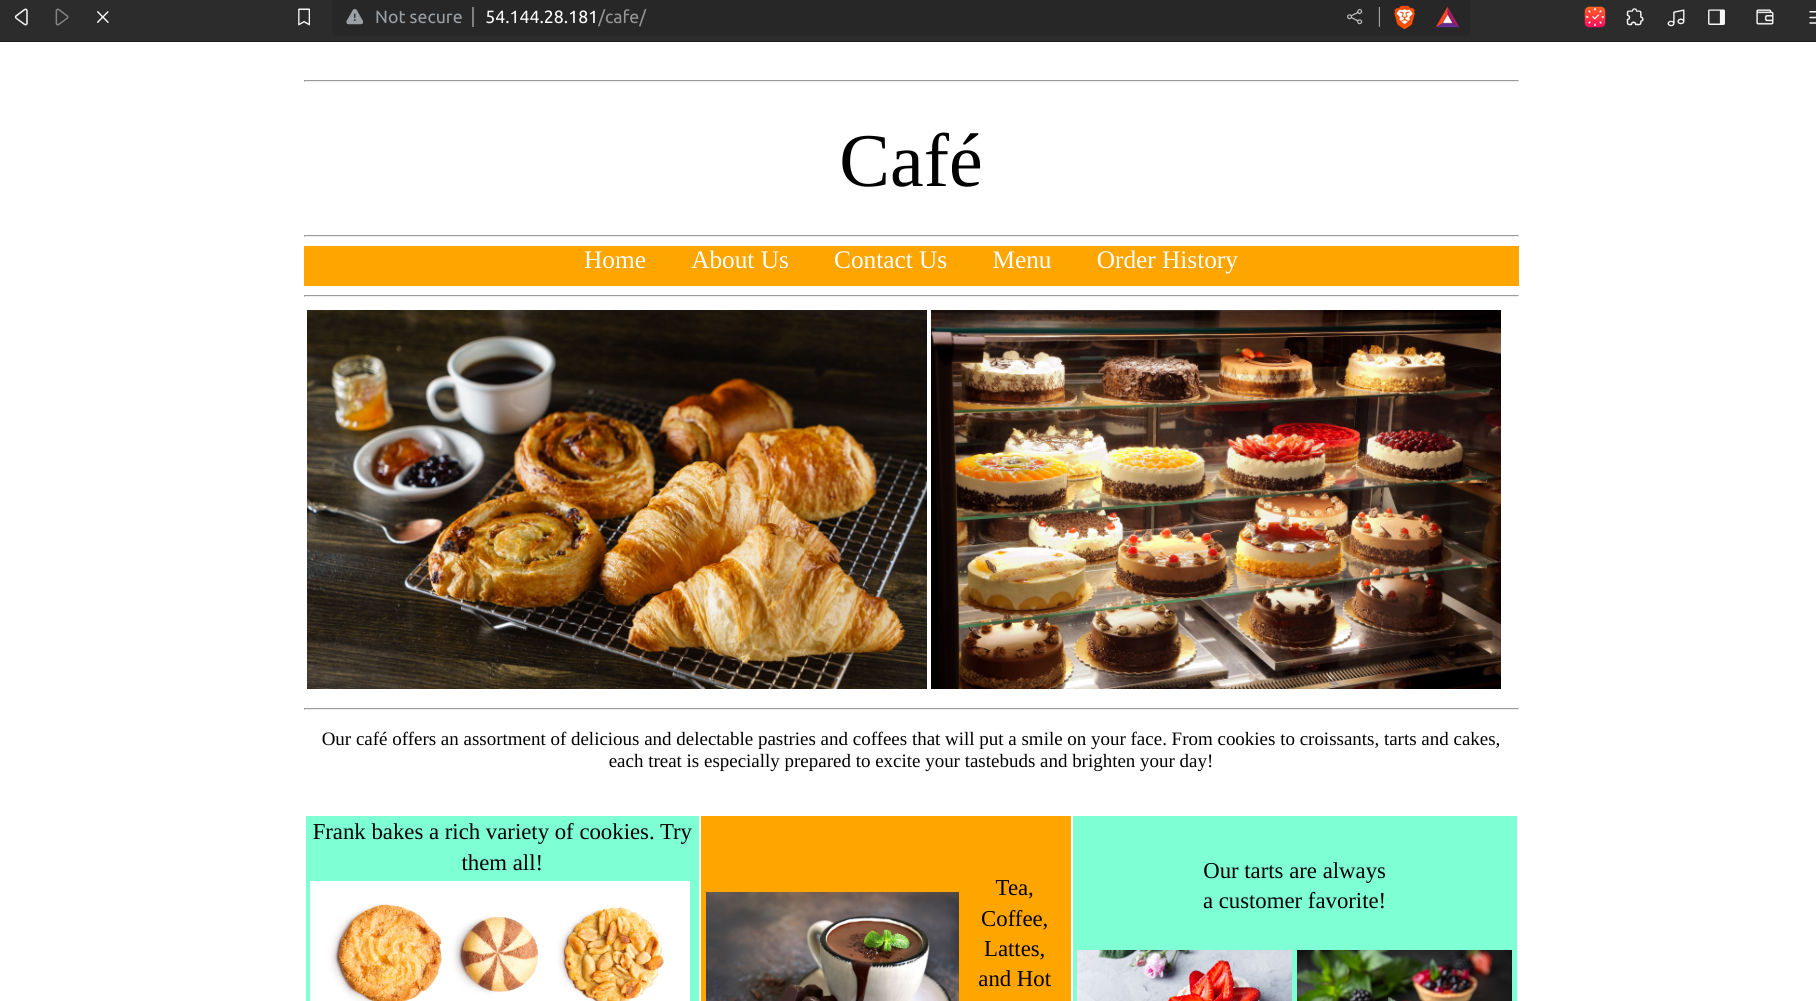 Not secure 54.144.28.181/cafe/
Café
Home About Us Contact Us Menu Order History
Our café offers an assortment of delicious and delectable pastries and coffees that will put a smile on your face. From cookies to croissants, tarts and cakes,
each treat is especially prepared to excite your tastebuds and brighten your day!
Frank bakes a rich variety of cookies. Try
them all!
Tea,
Coffee,
Lattes,
and Hot
Our tarts are always
a customer favorite!